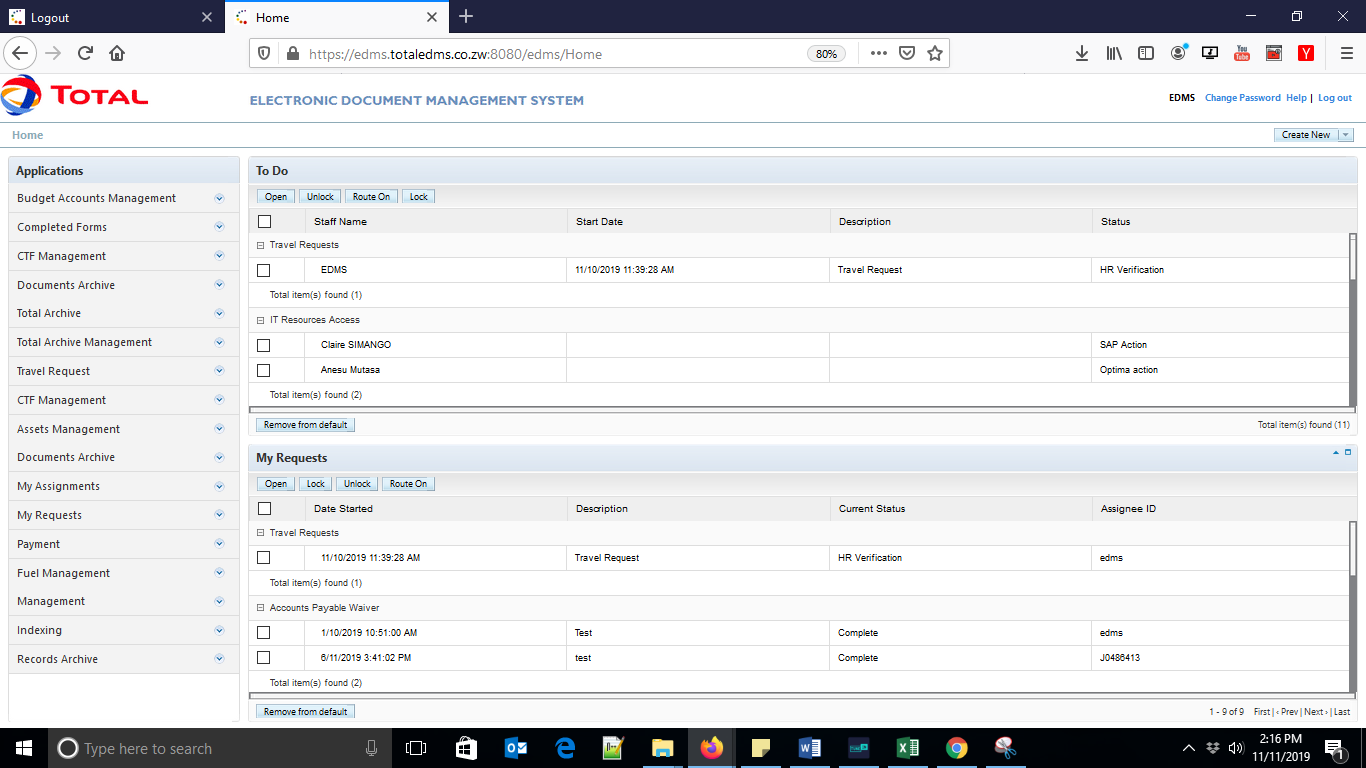 Logout
Home
https://edms.totaledms.co.zw:8080/edms/Home
80%
You
Tube
Y
TOTAL
ELECTRONIC DOCUMENT MANAGEMENT SYSTEM
EDMS Change Password Help | Log out
Home
Create New
Applications
Budget Accounts Management
Completed Forms
CTF Management
Documents Archive
Total Archive
Total Archive Management
Travel Request
CTF Management
Assets Management
Documents Archive
My Assignments
My Requests
Payment
Fuel Management
Management
Indexing
Records Archive
To Do
Open Unlock Route On Lock
Staff Name Start Date Description Status
Travel Requests
EDMS 11/10/2019 11:39:28 AM Travel Request HR Verification
Total item(s) found (1)
IT Resources Access
Claire SIMANGO SAP Action
Anesu Mutasa Optima action
Total item(s) found (2)
Remove from default Total item(s) found (11)
My Requests
Open Lock Unlock Route On
Date Started Description Current Status Assignee ID
Travel Requests
11/10/2019 11:39:28 AM Travel Request HR Verification edms
Total item(s) found (1)
Accounts Payable Waiver
1/10/2019 10:51:00 AM Test Complete edms
6/11/2019 3:41:02 PM test Complete J0486413
Total item(s) found (2)
Remove from default 1 - 9 of 9 First | ‹ Prev | Next › | Last
Type here to search
2:16 PM
11/11/2019
1